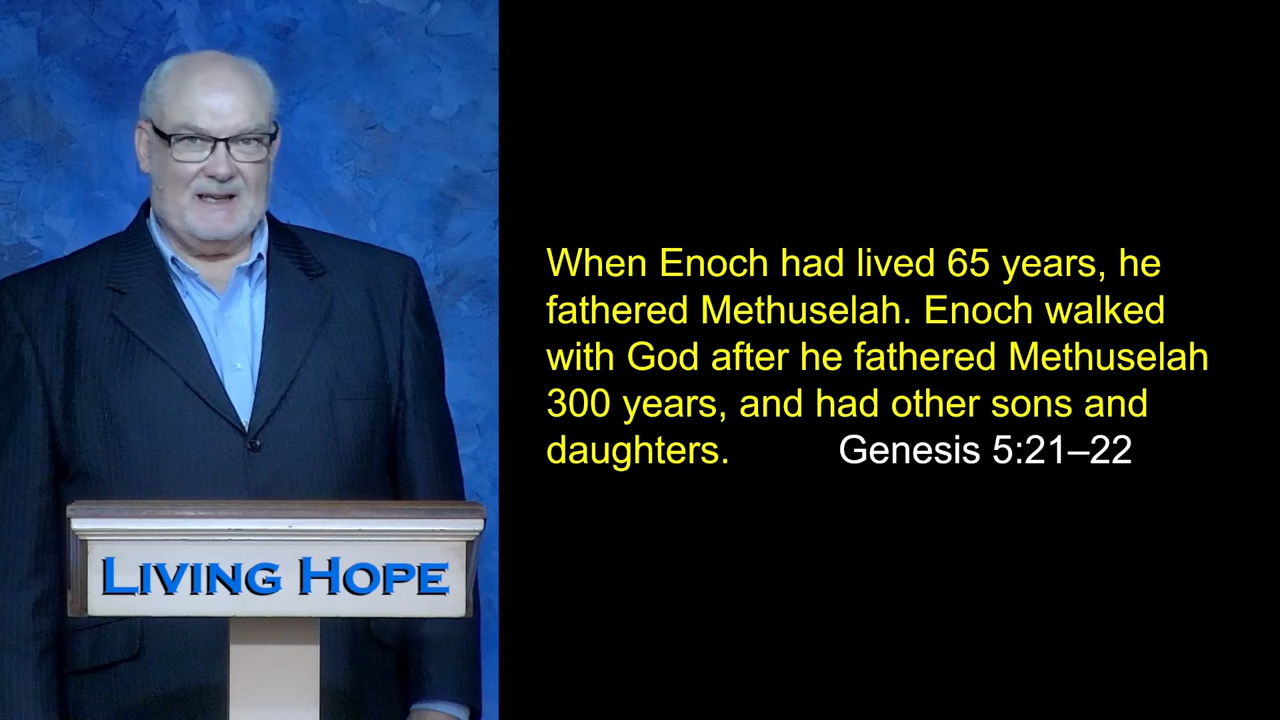 When Enoch had lived 65 years, he
fathered Methuselah. Enoch walked
with God after he fathered Methuselah
300 years, and had other sons and
daughters. Genesis 5:21–22
LIVING HOPE